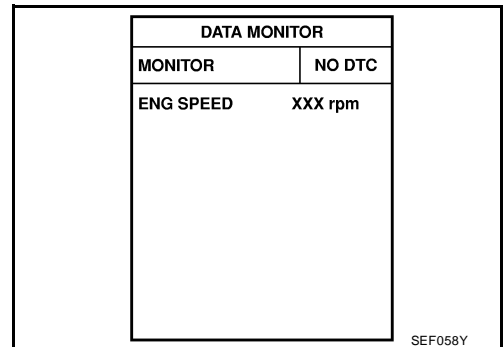 DATA MONITOR
MONITOR NO DTC
ENG SPEED XXX rpm
SEF058Y